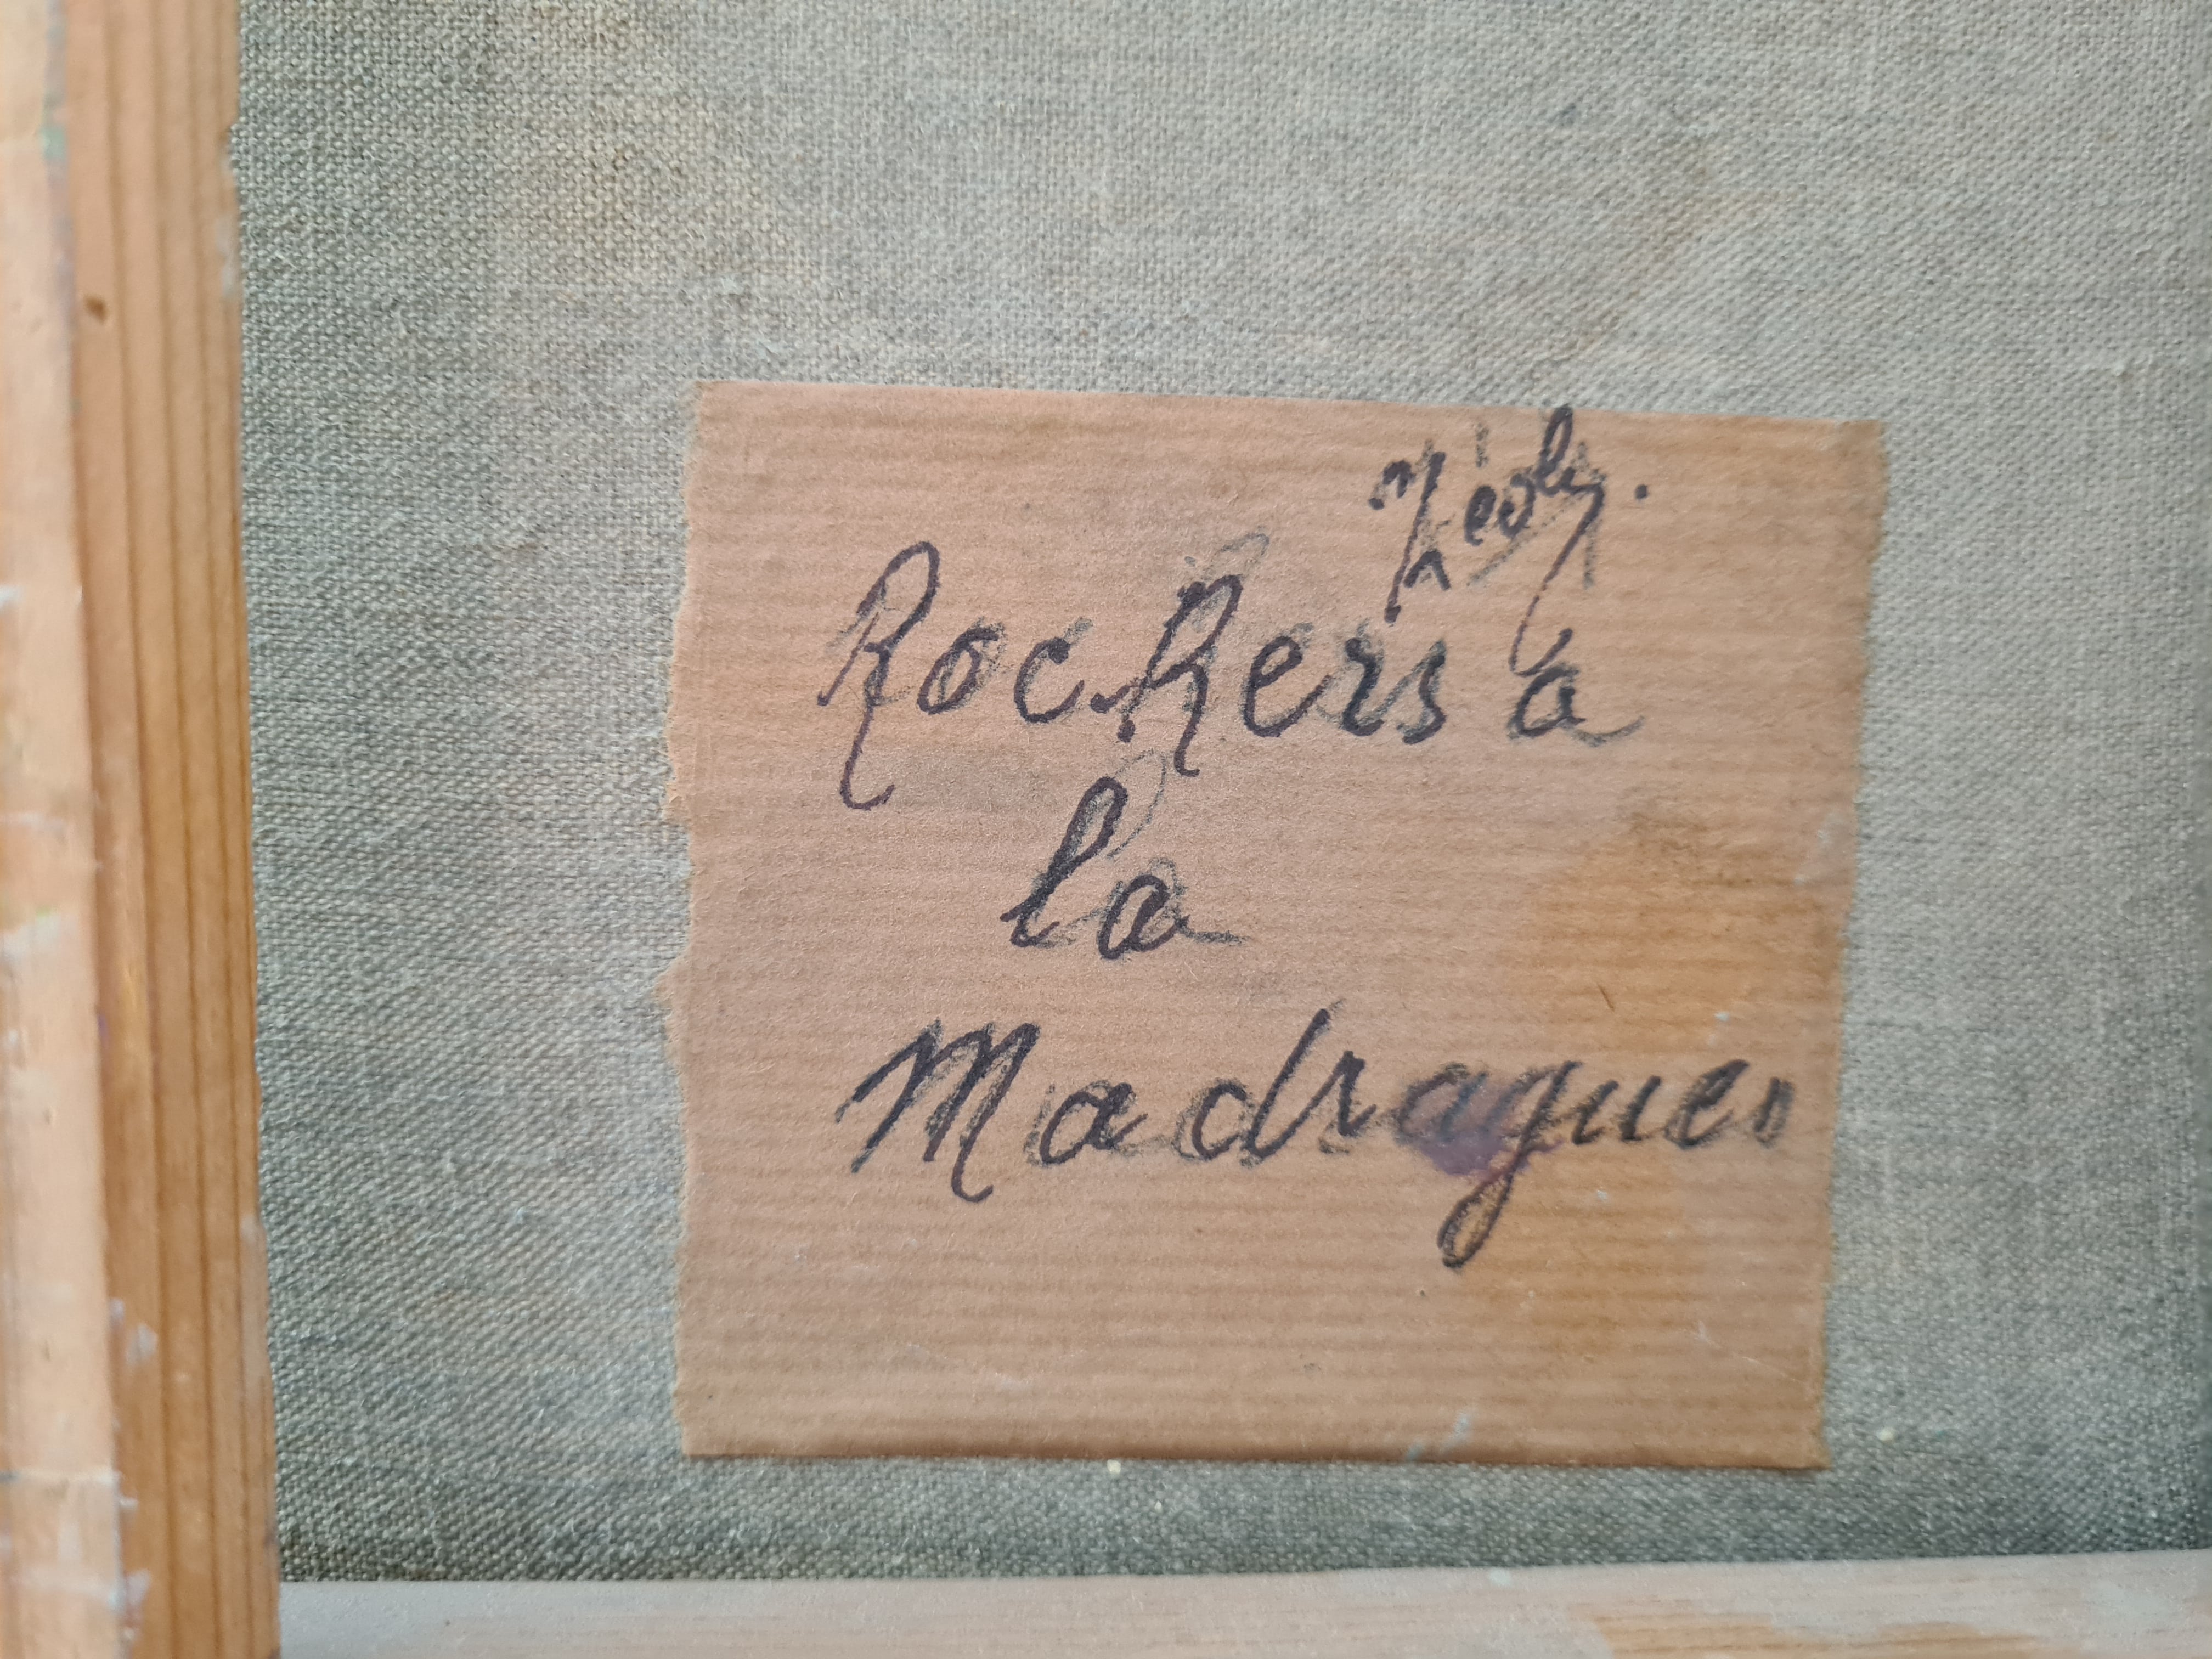 Rochers à
la
Madrague